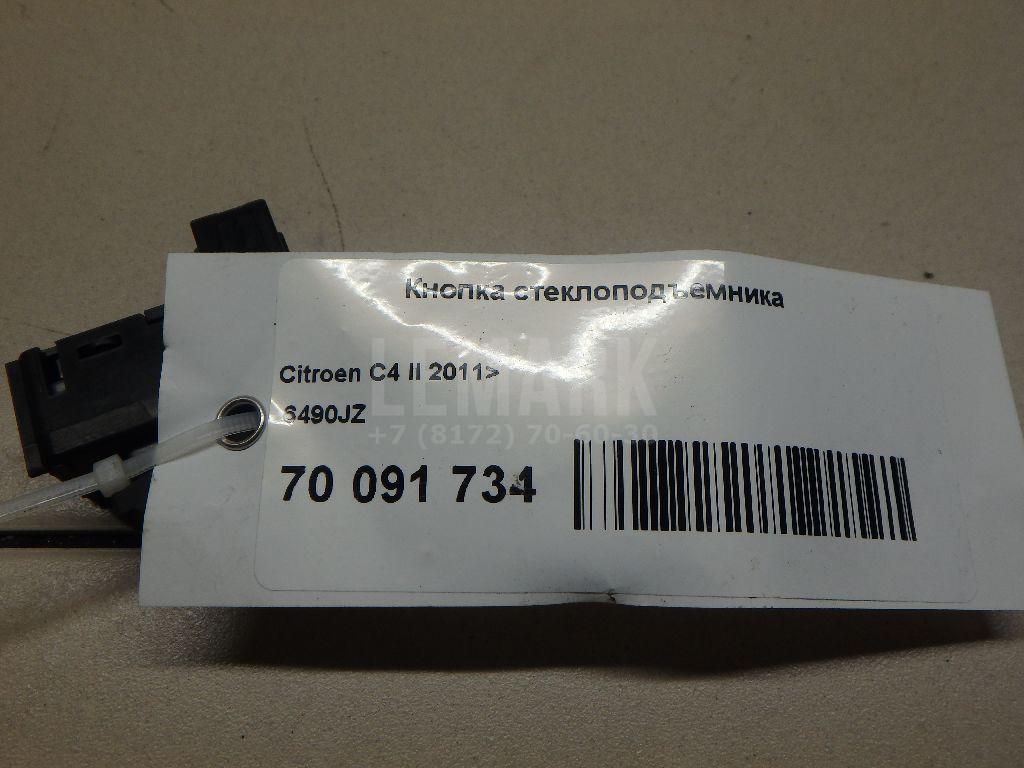 Кнопка стеклоподъемника
Citroen C4 II 2011>
6490JZ
LEMARK
+7 (8172) 70-60-30
70 091 734